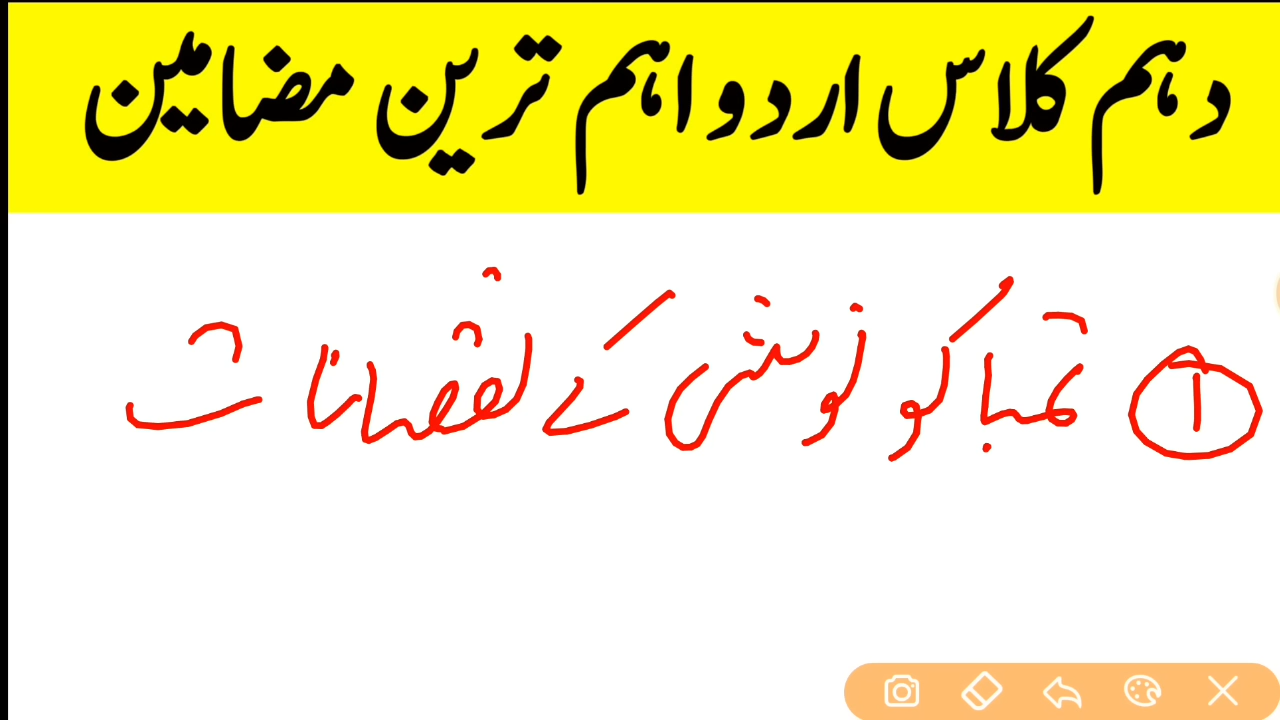 دہم کلاس اردو اہم ترین مضامین
① تمباکو نوشی کے نقصانات